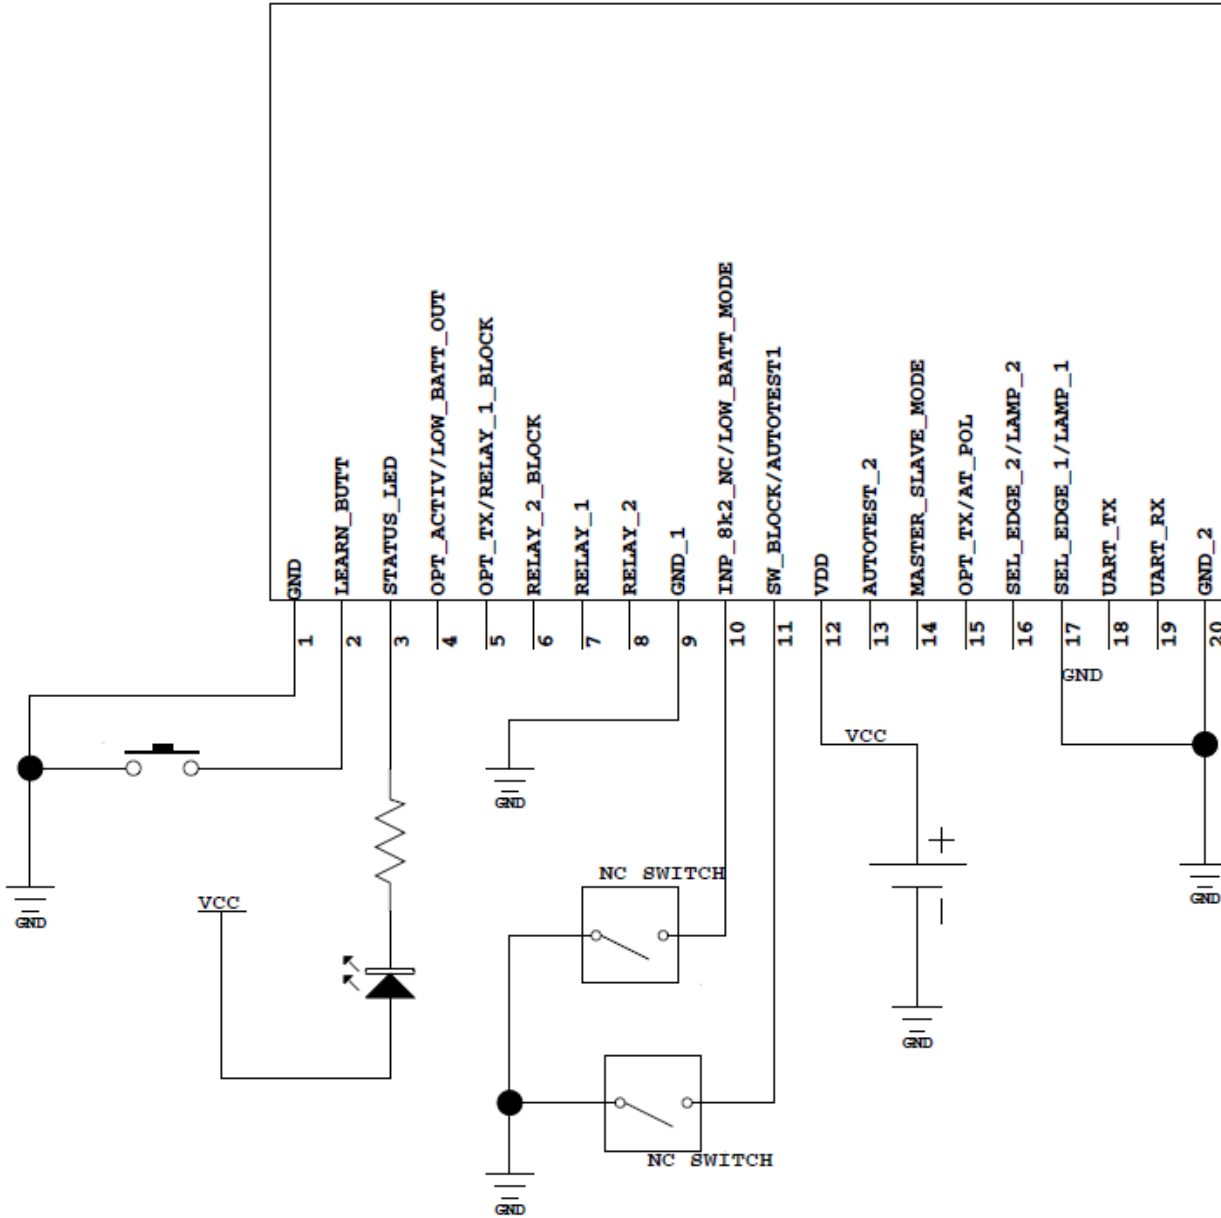 GND
LEARN_BUTT
STATUS_LED
OPT_ACTIV/LOW_BATT_OUT
OPT_TX/RELAY_1_BLOCK
RELAY_2_BLOCK
RELAY_1
RELAY_2
GND_1
INP_8k2_NC/LOW_BATT_MODE
SW_BLOCK/AUTOTEST1
VDD
AUTOTEST_2
MASTER_SLAVE_MODE
OPT_TX/AT_POL
SEL_EDGE_2/LAMP_2
SEL_EDGE_1/LAMP_1
UART_TX
UART_RX
GND_2
1
2
3
4
5
6
7
8
9
10
11
12
13
14
15
16
17
18
19
20
GND
VCC
GND
NC SWITCH
GND
VCC
GND
GND
NC SWITCH
GND